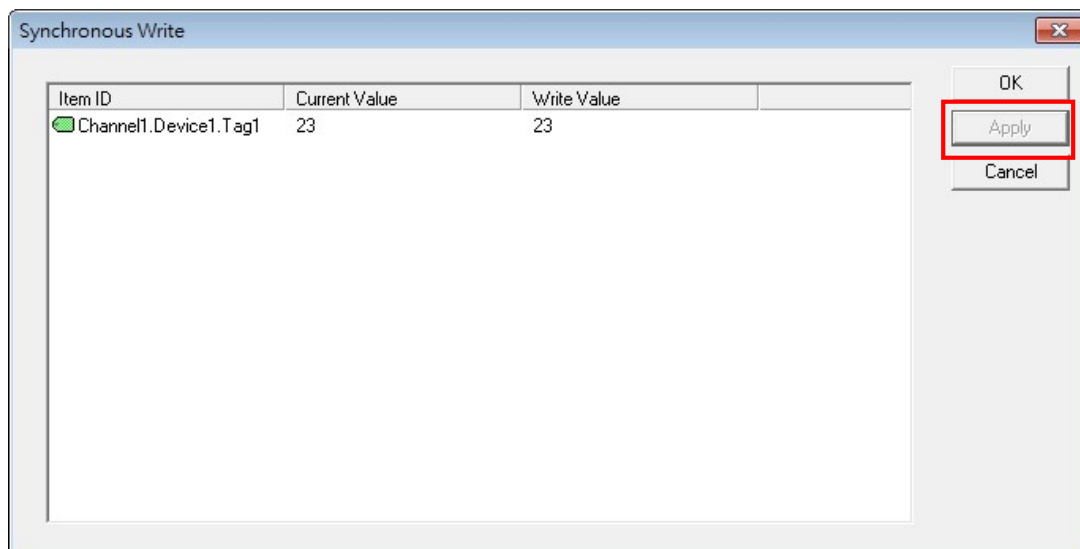 Synchronous Write
Item ID Current Value Write Value
Channel1.Device1.Tag1 23 23
OK
Apply
Cancel